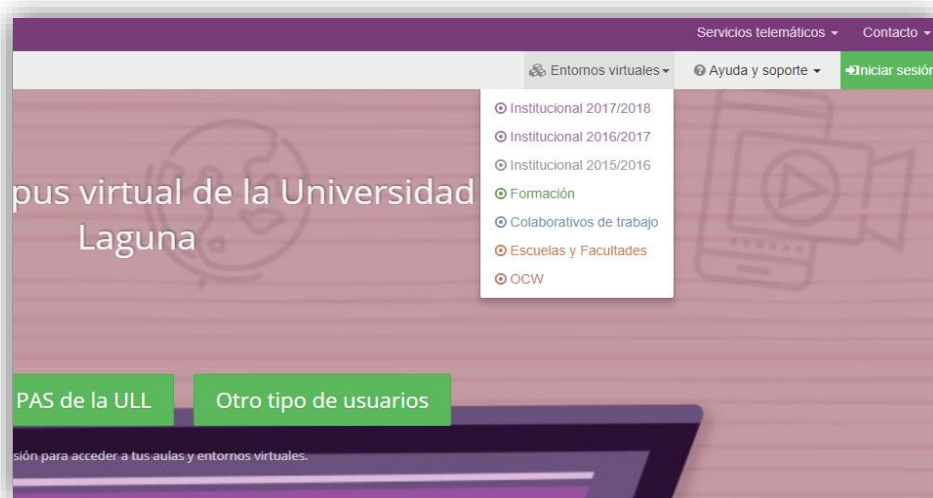 Servicios telemáticos Contacto
Entornos virtuales Ayuda y soporte Iniciar sesión
Institucional 2017/2018
Institucional 2016/2017
Institucional 2015/2016
Formación
Colaborativos de trabajo
Escuelas y Facultades
OCW
pus virtual de la Universidad
Laguna
PAS de la ULL Otro tipo de usuarios
sión para acceder a tus aulas y entornos virtuales.